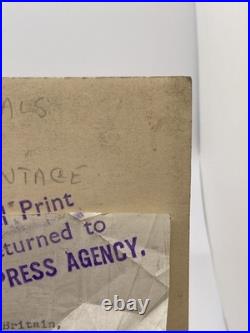 ALS
NTAGE
Print
turned to
PRESS AGENCY.
Britain,